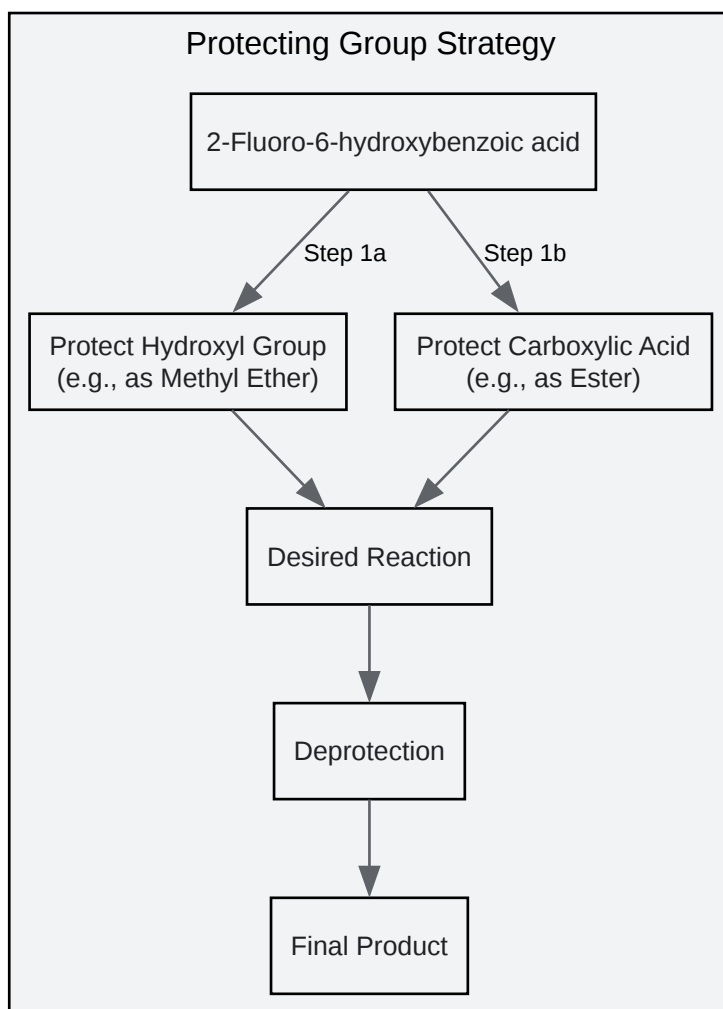 Protecting Group Strategy
2-Fluoro-6-hydroxybenzoic acid
Step 1a
Step 1b
Protect Hydroxyl Group
(e.g., as Methyl Ether)
Protect Carboxylic Acid
(e.g., as Ester)
Desired Reaction
Deprotection
Final Product